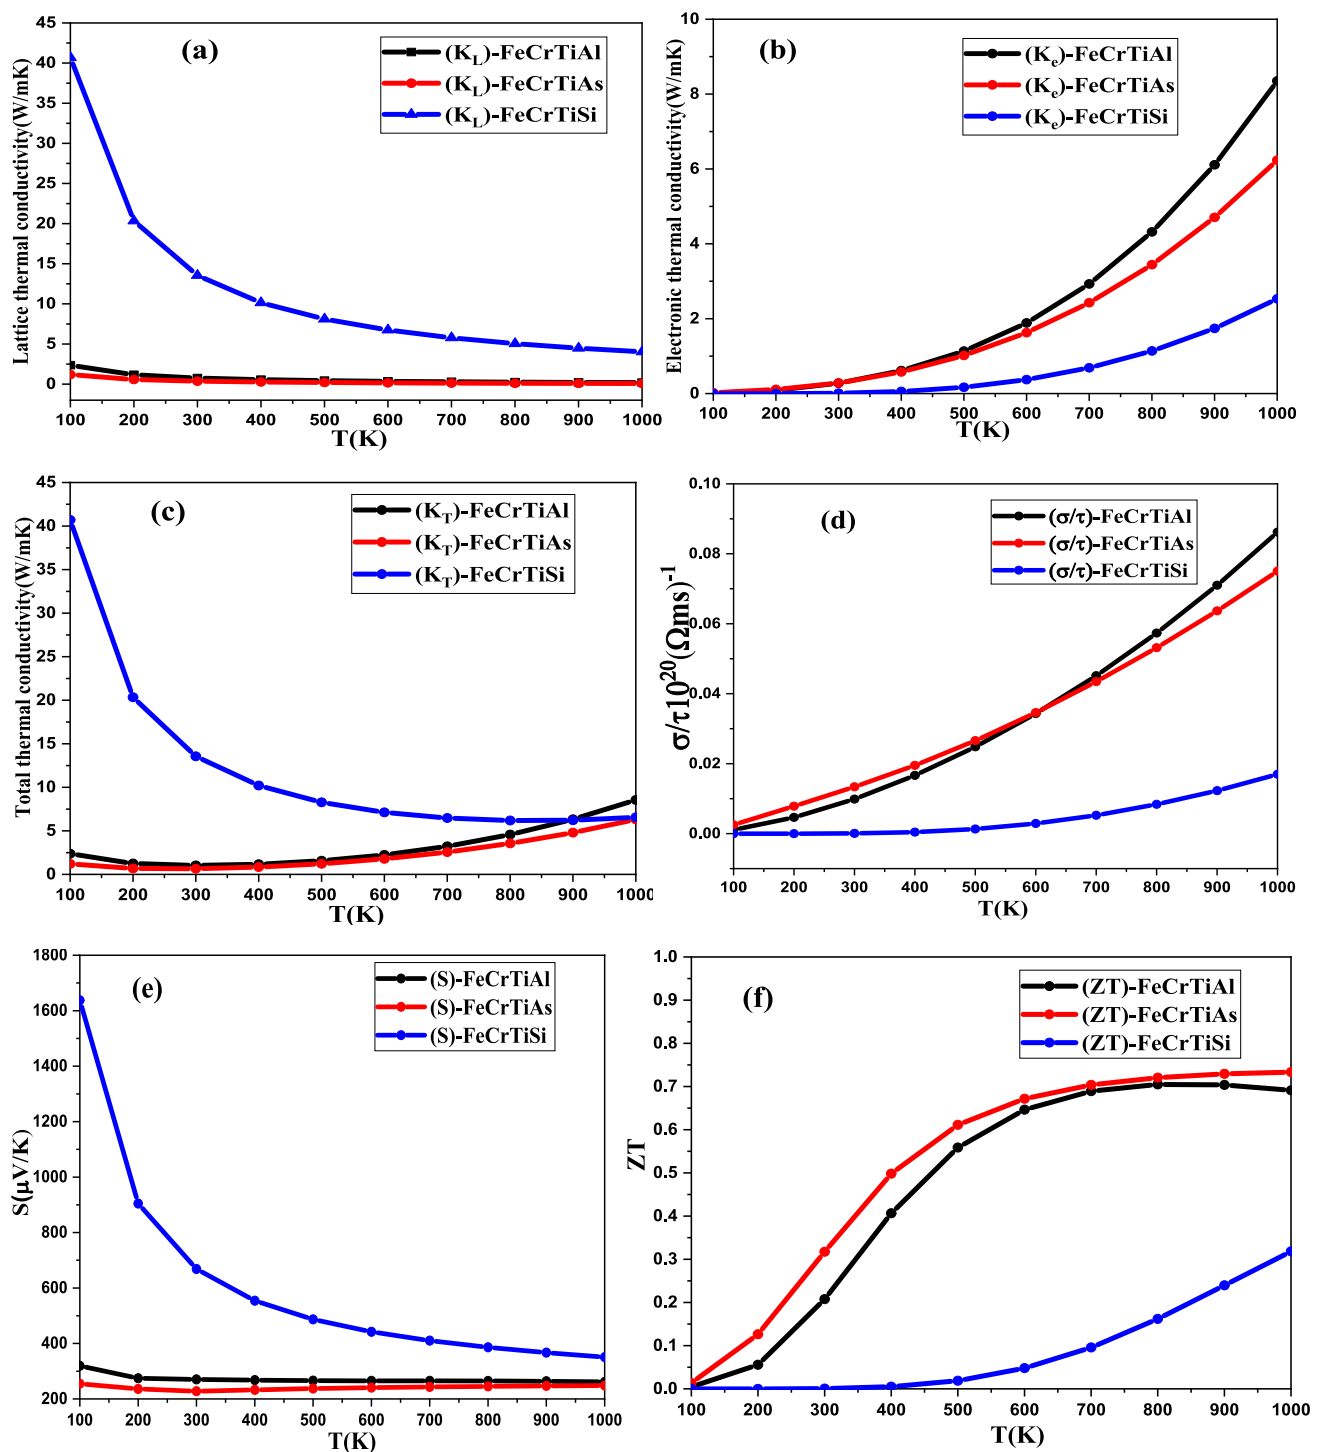 (a)
(K_L)-FeCrTiAl
(K_L)-FeCrTiAs
(K_L)-FeCrTiSi
Lattice thermal conductivity(W/mK)
45
40
35
30
25
20
15
10
5
0
100 200 300 400 500 600 700 800 900 1000
T(K)
(b)
(K_e)-FeCrTiAl
(K_e)-FeCrTiAs
(K_e)-FeCrTiSi
Electronic thermal conductivity(W/mK)
10
8
6
4
2
0
100 200 300 400 500 600 700 800 900 1000
T(K)
(c)
(K_T)-FeCrTiAl
(K_T)-FeCrTiAs
(K_T)-FeCrTiSi
Total thermal conductivity(W/mK)
45
40
35
30
25
20
15
10
5
0
100 200 300 400 500 600 700 800 900 1000
T(K)
(d)
(σ/τ)-FeCrTiAl
(σ/τ)-FeCrTiAs
(σ/τ)-FeCrTiSi
σ/τ10^20(Ωms)^-1
0.10
0.08
0.06
0.04
0.02
0.00
100 200 300 400 500 600 700 800 900 1000
T(K)
(e)
(S)-FeCrTiAl
(S)-FeCrTiAs
(S)-FeCrTiSi
S(μV/K)
1800
1600
1400
1200
1000
800
600
400
200
100 200 300 400 500 600 700 800 900 1000
T(K)
(f)
(ZT)-FeCrTiAl
(ZT)-FeCrTiAs
(ZT)-FeCrTiSi
ZT
1.0
0.9
0.8
0.7
0.6
0.5
0.4
0.3
0.2
0.1
0.0
100 200 300 400 500 600 700 800 900 1000
T(K)